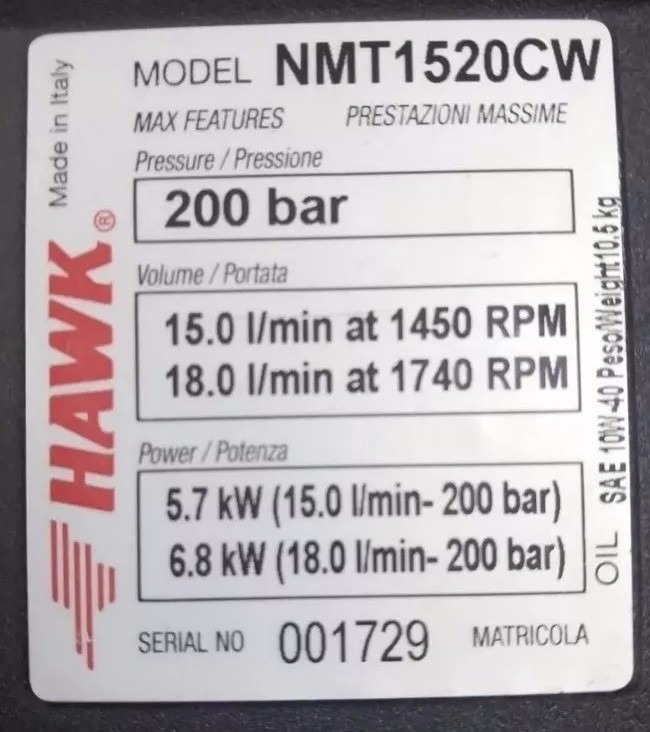 MODEL NMT1520CW
MAX FEATURES PRESTAZIONI MASSIME
Pressure / Pressione
200 bar
Volume / Portata
15.0 l/min at 1450 RPM
18.0 l/min at 1740 RPM
Power / Potenza
5.7 kW (15.0 l/min- 200 bar)
6.8 kW (18.0 l/min- 200 bar)
SERIAL NO 001729 MATRICOLA
HAWK® Made in Italy
OIL SAE 10W-40 Peso/Weight10.5 kg